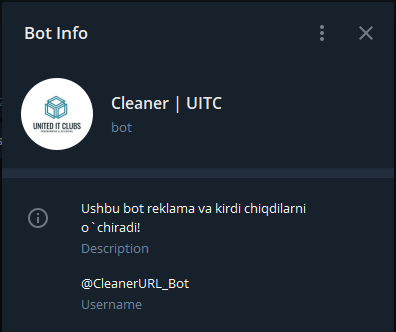 Bot Info
Cleaner | UITC
bot
UNITED IT CLUBS
Ushbu bot reklama va kirdi chiqdilarni
o`chiradi!
Description
@CleanerURL_Bot
Username